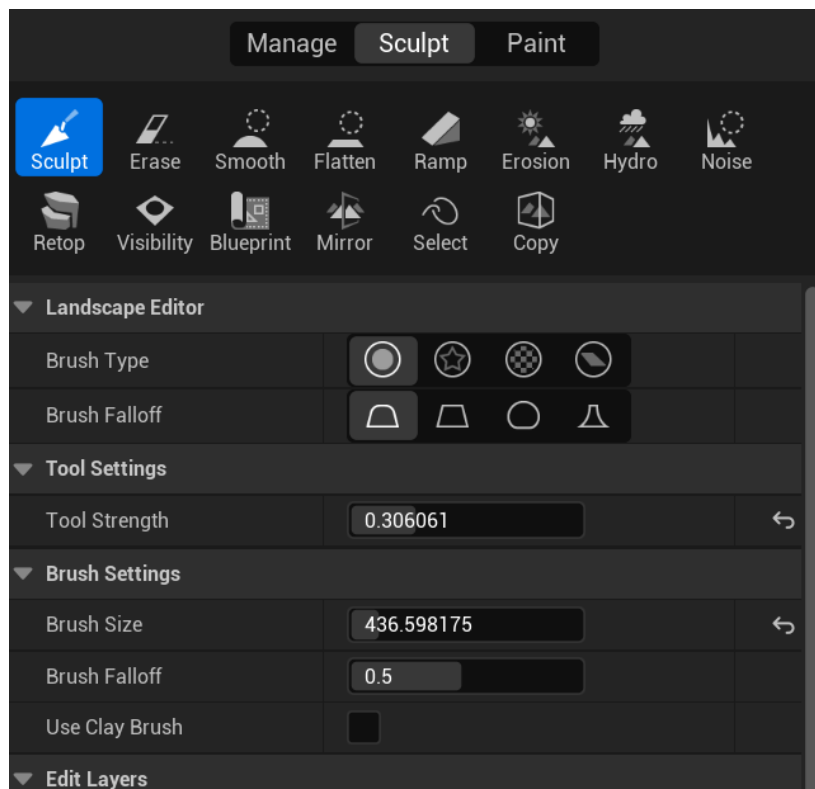 Manage Sculpt Paint
Sculpt Erase Smooth Flatten Ramp Erosion Hydro Noise
Retop Visibility Blueprint Mirror Select Copy
Landscape Editor
Brush Type
Brush Falloff
Tool Settings
Tool Strength 0.306061
Brush Settings
Brush Size 436.598175
Brush Falloff 0.5
Use Clay Brush
Edit Layers